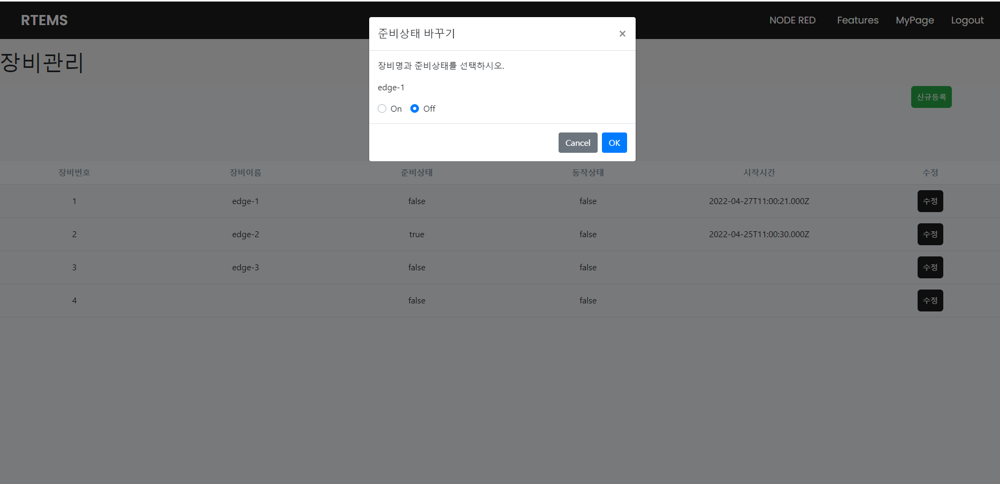 RTEMS NODE RED Features MyPage Logout
준비상태 바꾸기 ×
장비관리
장비명과 준비상태를 선택하시오.
edge-1
신규등록
On Off
Cancel OK
장비번호 장비이름 준비상태 동작상태 시작시간 수정
1 edge-1 false false 2022-04-27T11:00:21.000Z 수정
2 edge-2 true false 2022-04-25T11:00:30.000Z 수정
3 edge-3 false false 수정
4 false false 수정